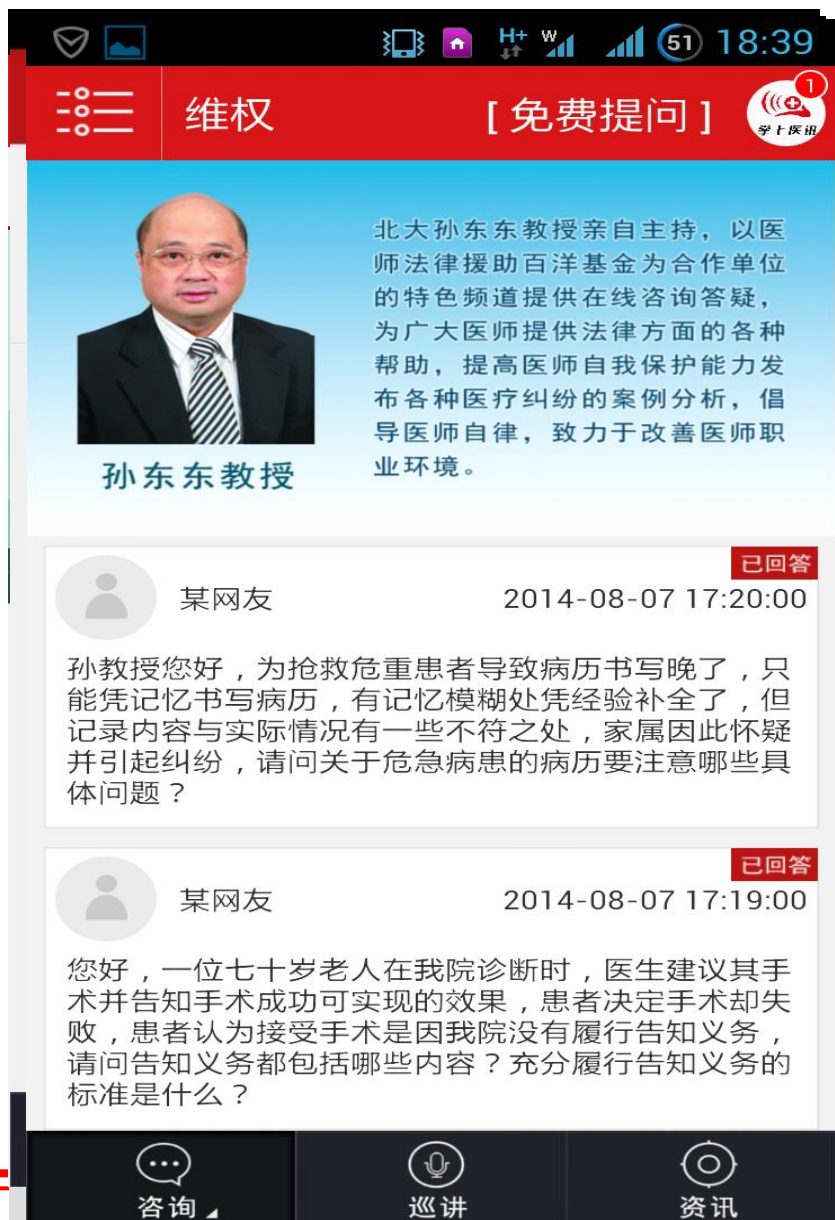 H+ W 51 18:39
维权 [ 免费提问 ] 1
掌上医讯
北大孙东东教授亲自主持，以医
师法律援助百洋基金为合作单位
的特色频道提供在线咨询答疑，
为广大医师提供法律方面的各种
帮助，提高医师自我保护能力发
布各种医疗纠纷的案例分析，倡
导医师自律，致力于改善医师职
业环境。
孙东东教授
已回答
某网友 2014-08-07 17:20:00
孙教授您好，为抢救危重患者导致病历书写晚了，只
能凭记忆书写病历，有记忆模糊处凭经验补全了，但
记录内容与实际情况有一些不符之处，家属因此怀疑
并引起纠纷，请问关于危急病患的病历要注意哪些具
体问题？
已回答
某网友 2014-08-07 17:19:00
您好，一位七十岁老人在我院诊断时，医生建议其手
术并告知手术成功可实现的效果，患者决定手术却失
败，患者认为接受手术是因我院没有履行告知义务，
请问告知义务都包括哪些内容？充分履行告知义务的
标准是什么？
咨询 巡讲 资讯